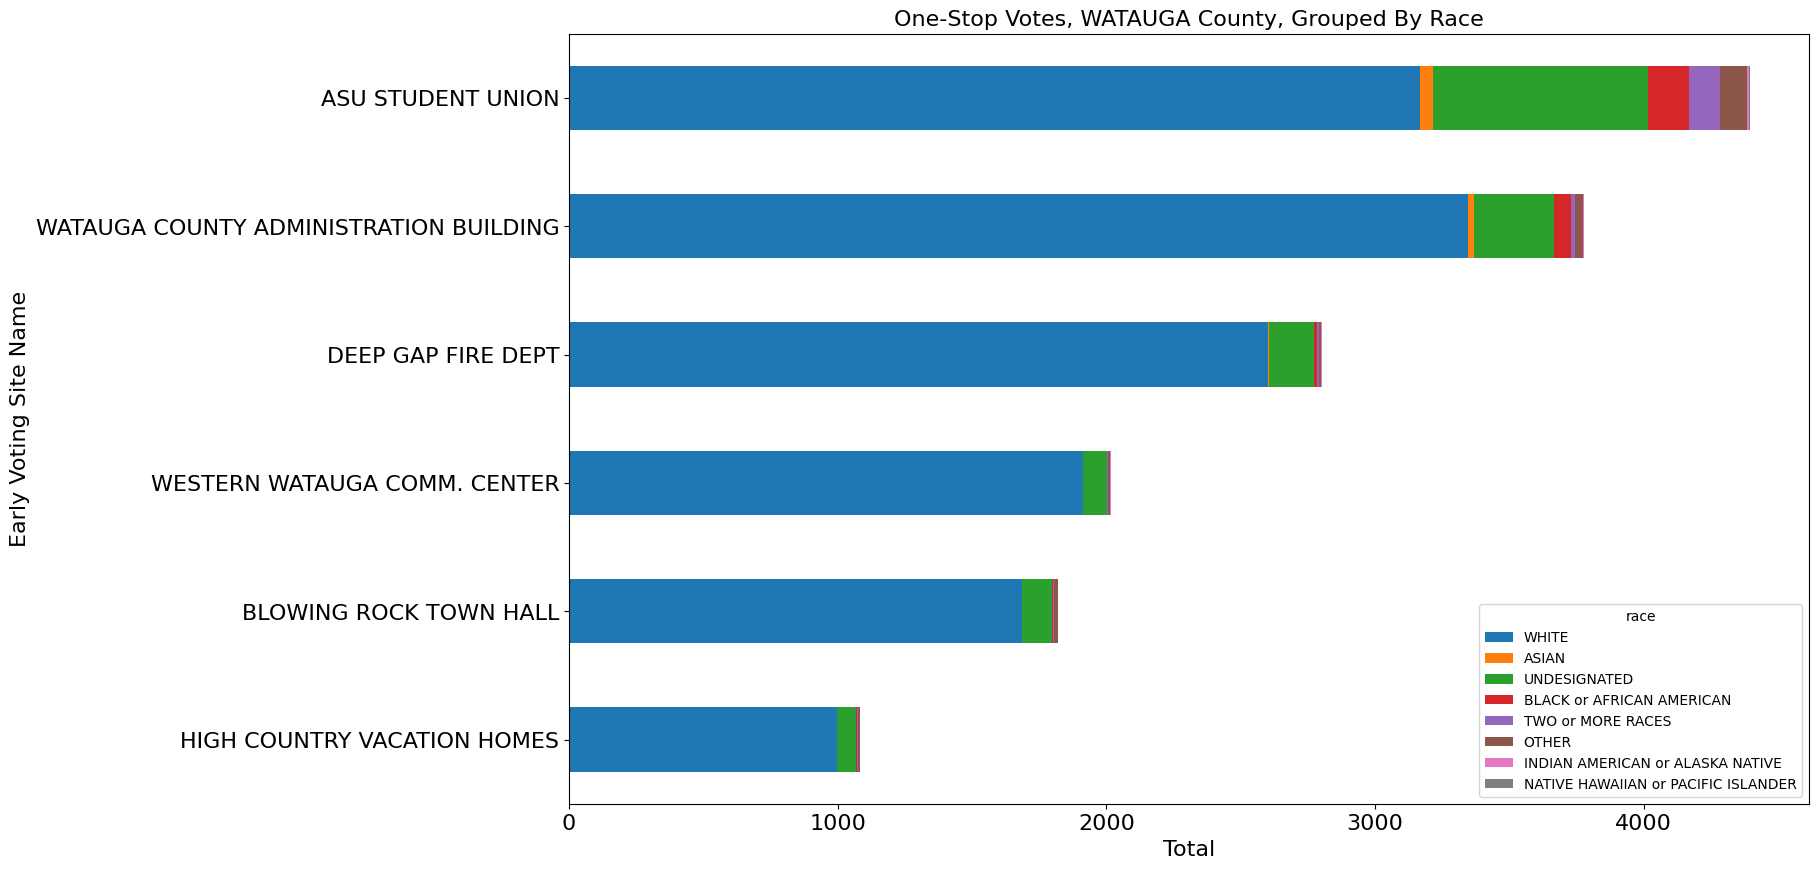 One-Stop Votes, WATAUGA County, Grouped By Race
Early Voting Site Name
ASU STUDENT UNION
WATAUGA COUNTY ADMINISTRATION BUILDING
DEEP GAP FIRE DEPT
WESTERN WATAUGA COMM. CENTER
BLOWING ROCK TOWN HALL
HIGH COUNTRY VACATION HOMES
race
WHITE
ASIAN
UNDESIGNATED
BLACK or AFRICAN AMERICAN
TWO or MORE RACES
OTHER
INDIAN AMERICAN or ALASKA NATIVE
NATIVE HAWAIIAN or PACIFIC ISLANDER
0 1000 2000 3000 4000
Total